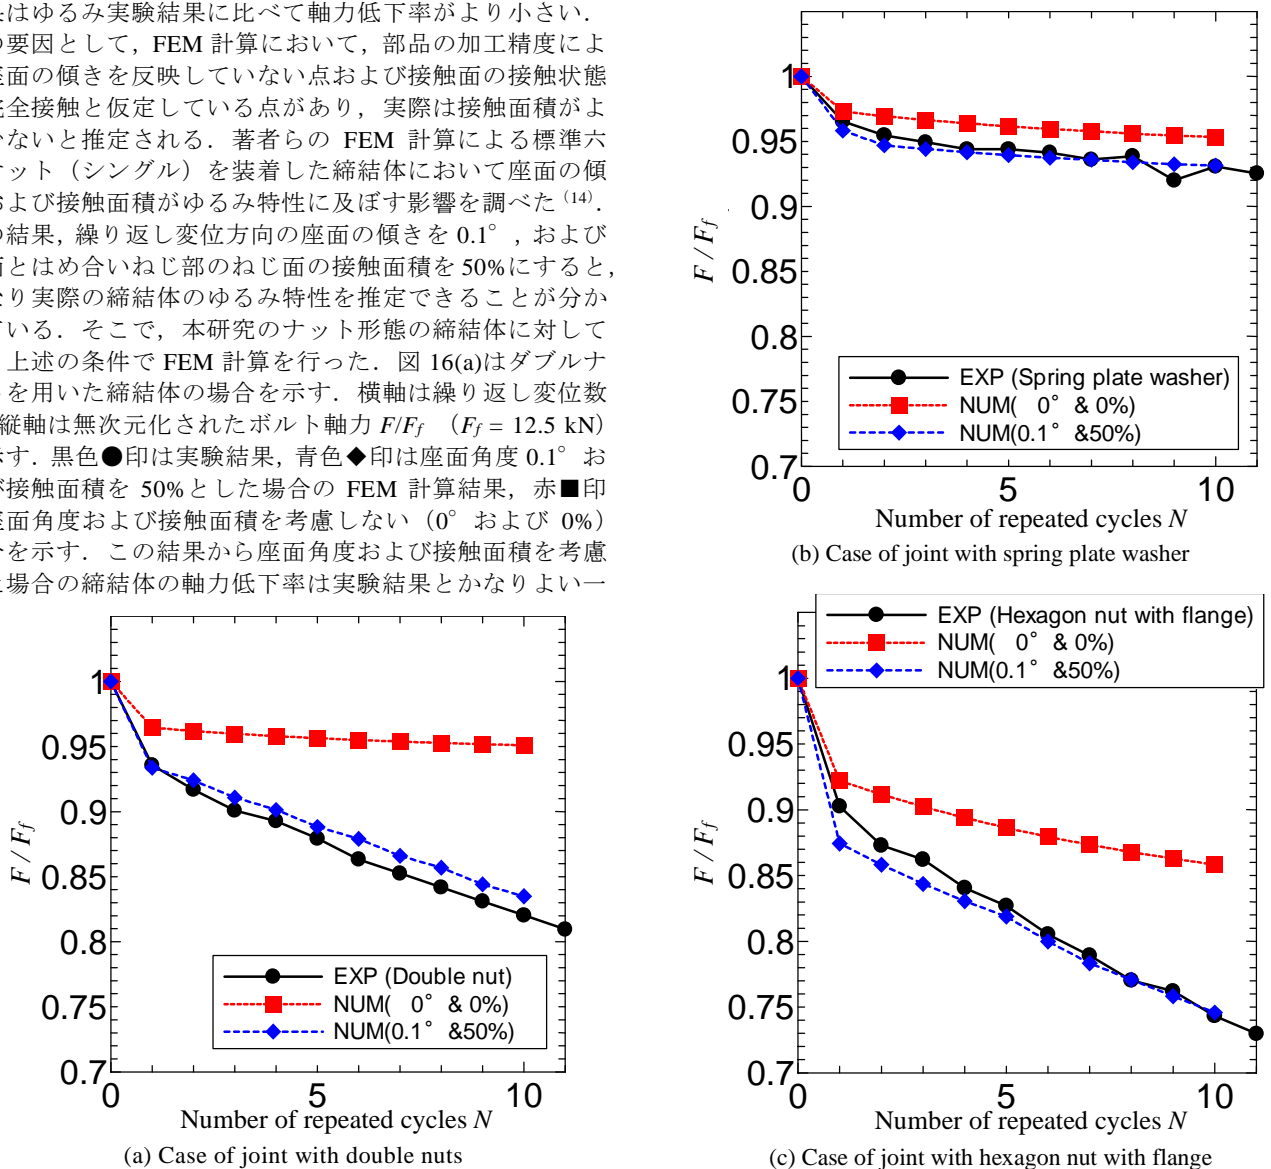 はゆるみ実験結果に比べて軸力低下率がより小さい．
要因として，FEM 計算において，部品の加工精度によ
面の傾きを反映していない点および接触面の接触状態
全接触と仮定している点があり，実際は接触面積がよ
ないと推定される．著者らの FEM 計算による標準六
ット（シングル）を装着した締結体において座面の傾
よび接触面積がゆるみ特性に及ぼす影響を調べた⁽¹⁴⁾．
結果，繰り返し変位方向の座面の傾きを 0.1°，および
とはめ合いねじ部のねじ面の接触面積を 50%にすると，
り実際の締結体のゆるみ特性を推定できることが分か
いる．そこで，本研究のナット形態の締結体に対して
上述の条件で FEM 計算を行った．図 16(a)はダブルナ
を用いた締結体の場合を示す．横軸は繰り返し変位数
縦軸は無次元化されたボルト軸力 F/Ff （Ff = 12.5 kN）
す．黒色●印は実験結果，青色◆印は座面角度 0.1° お
接触面積を 50%とした場合の FEM 計算結果，赤■印
面角度および接触面積を考慮しない（0° および 0%）
を示す．この結果から座面角度および接触面積を考慮
場合の締結体の軸力低下率は実験結果とかなりよい一
1
0.95
0.9
0.85
0.8
0.75
0.7
F / Ff
EXP (Double nut)
NUM( 0° & 0%)
NUM(0.1° &50%)
0 5 10
Number of repeated cycles N
(a) Case of joint with double nuts
1
0.95
0.9
0.85
0.8
0.75
0.7
F / Ff
EXP (Spring plate washer)
NUM( 0° & 0%)
NUM(0.1° &50%)
0 5 10
Number of repeated cycles N
(b) Case of joint with spring plate washer
EXP (Hexagon nut with flange)
NUM( 0° & 0%)
NUM(0.1° &50%)
1
0.95
0.9
0.85
0.8
0.75
0.7
F / Ff
0 5 10
Number of repeated cycles N
(c) Case of joint with hexagon nut with flange